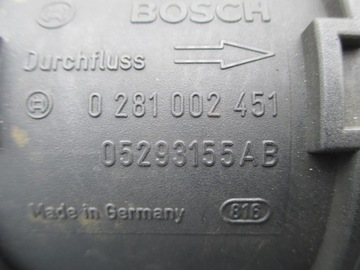 BOSCH
Durchfluss
0 281 002 451
05293155AB
Made in Germany 816